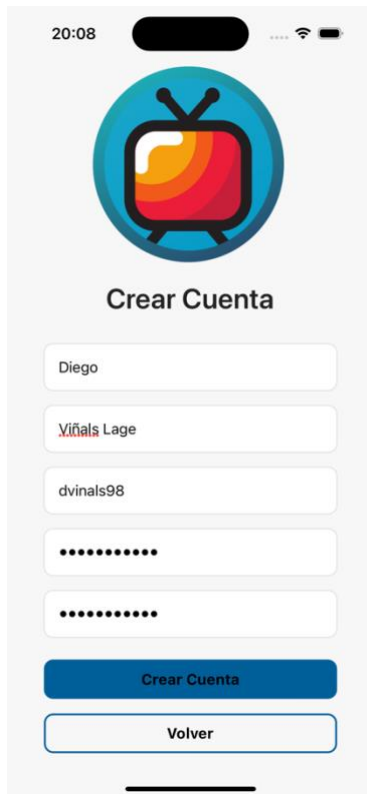 20:08
Crear Cuenta
Diego
Viñals Lage
dvinals98
•••••••••••
•••••••••••
Crear Cuenta
Volver